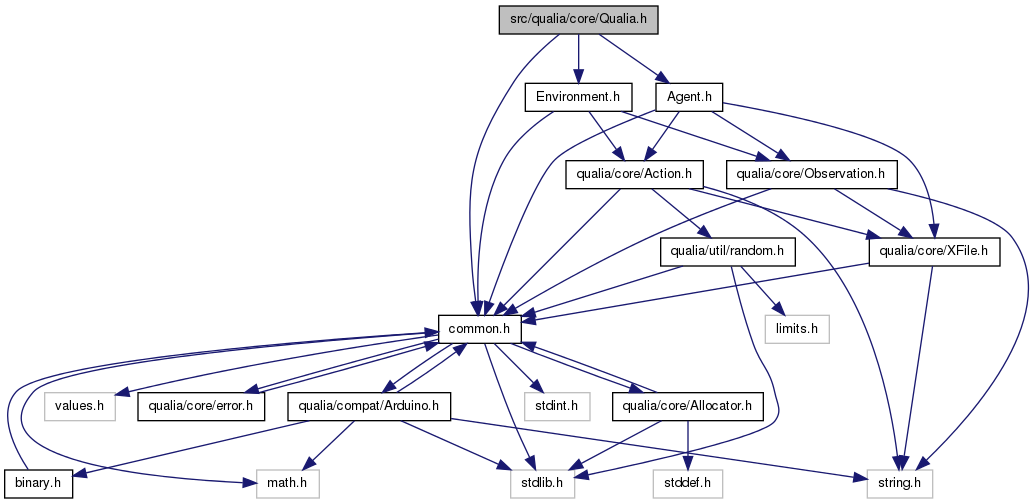 src/qualia/core/Qualia.h
Environment.h
Agent.h
qualia/core/Action.h
qualia/core/Observation.h
qualia/util/random.h
qualia/core/XFile.h
common.h
limits.h
values.h
qualia/core/error.h
qualia/compat/Arduino.h
stdint.h
qualia/core/Allocator.h
binary.h
math.h
stdlib.h
stddef.h
string.h